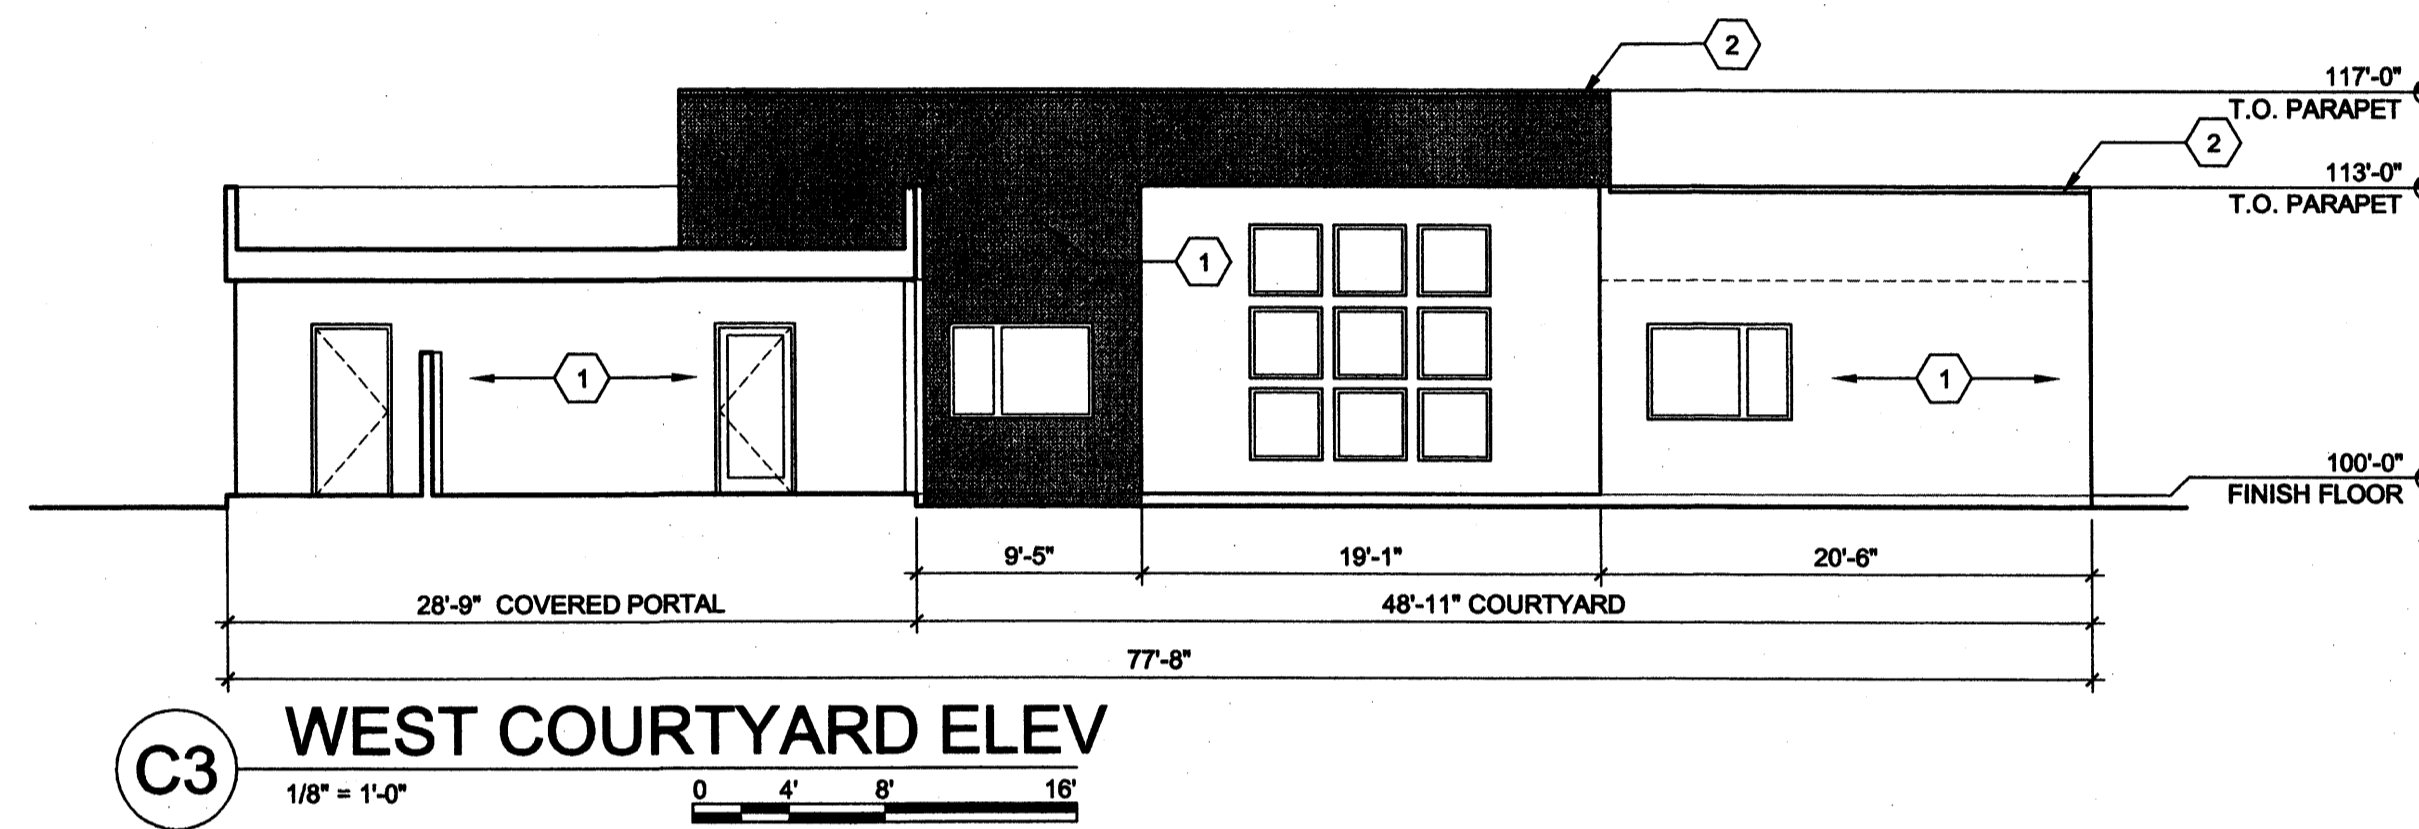 2
117'-0"
T.O. PARAPET
2
113'-0"
T.O. PARAPET
1
1
1
100'-0"
FINISH FLOOR
9'-5"
19'-1"
20'-6"
28'-9" COVERED PORTAL
48'-11" COURTYARD
77'-8"
C3
WEST COURTYARD ELEV
1/8" = 1'-0"
0 4' 8' 16'